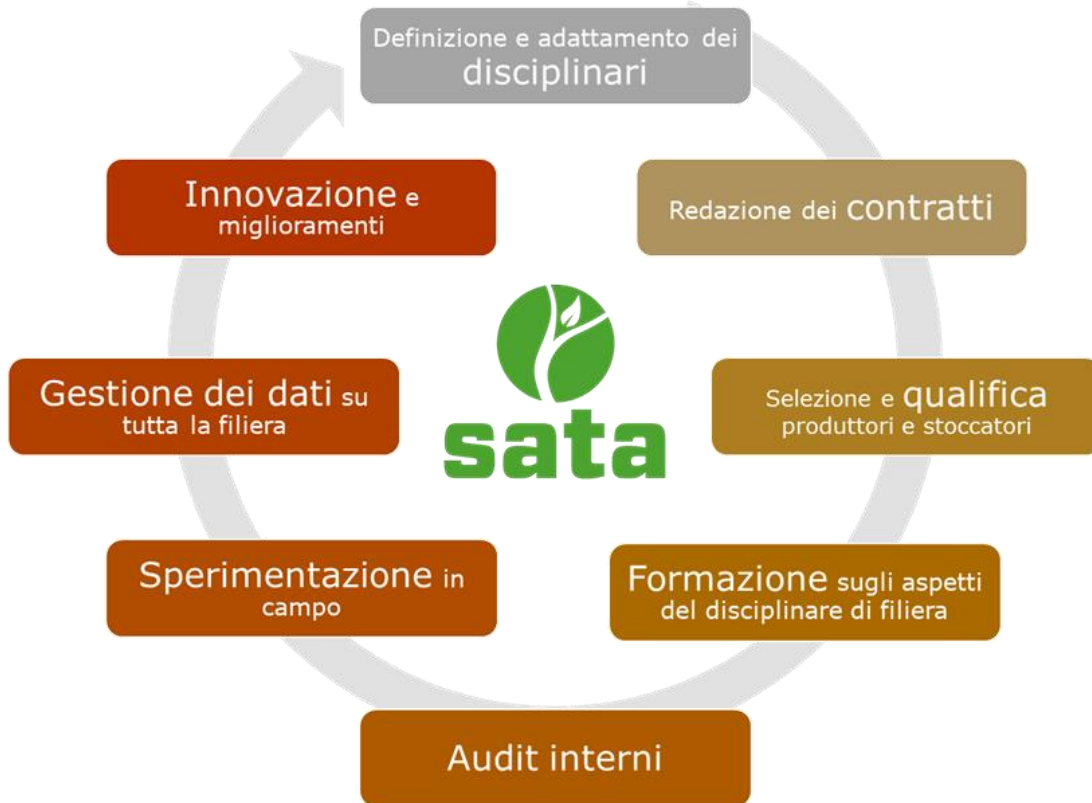 Definizione e adattamento dei
disciplinari
Redazione dei contratti
Selezione e qualifica
produttori e stoccatori
Formazione sugli aspetti
del disciplinare di filiera
Audit interni
Sperimentazione in
campo
Gestione dei dati su
tutta la filiera
Innovazione e
miglioramenti
sata